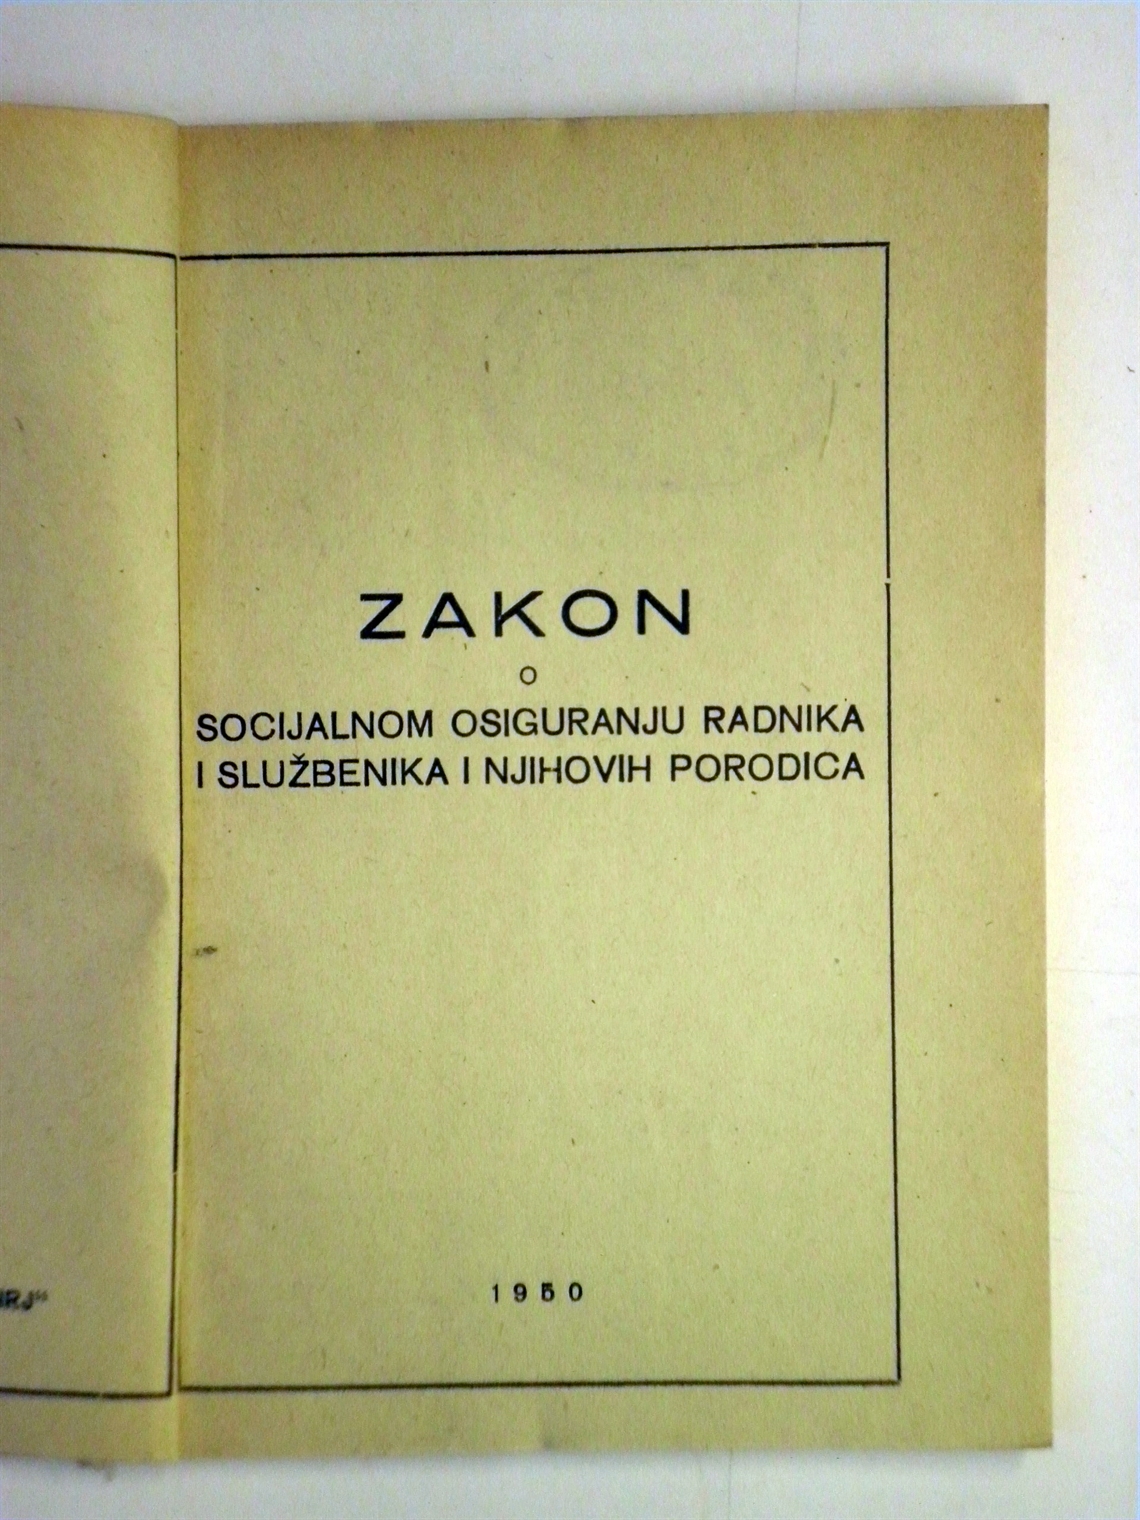 ZAKON
O
SOCIJALNOM OSIGURANJU RADNIKA
I SLUŽBENIKA I NJIHOVIH PORODICA
1950